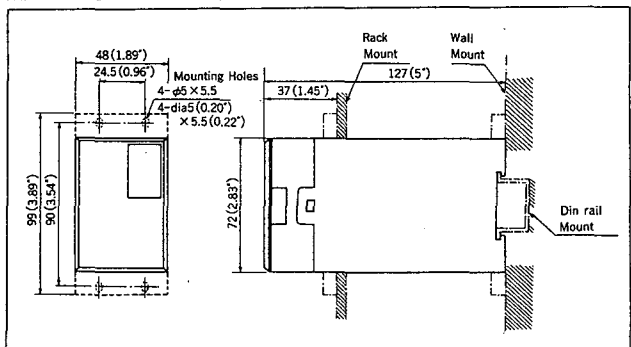 48 (1.89")
24.5 (0.96")
Mounting Holes
4-φ5×5.5
4-dia5 (0.20")
×5.5 (0.22")
99 (3.89")
90 (3.54")
Rack
Mount
Wall
Mount
127 (5")
37 (1.45")
72 (2.83")
Din rail
Mount